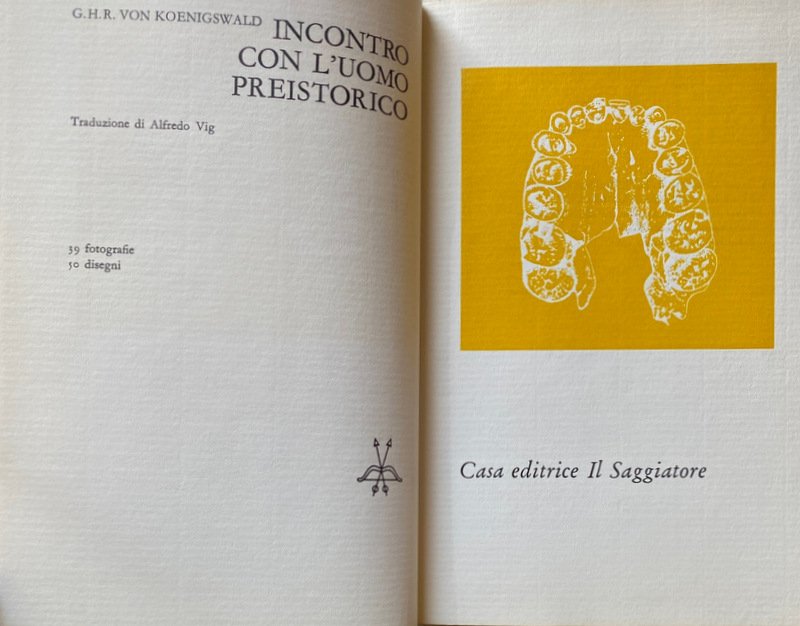 G.H.R. VON KOENIGSWALD
INCONTRO
CON L'UOMO
PREISTORICO
Traduzione di Alfredo Vig
39 fotografie
50 disegni
Casa editrice Il Saggiatore